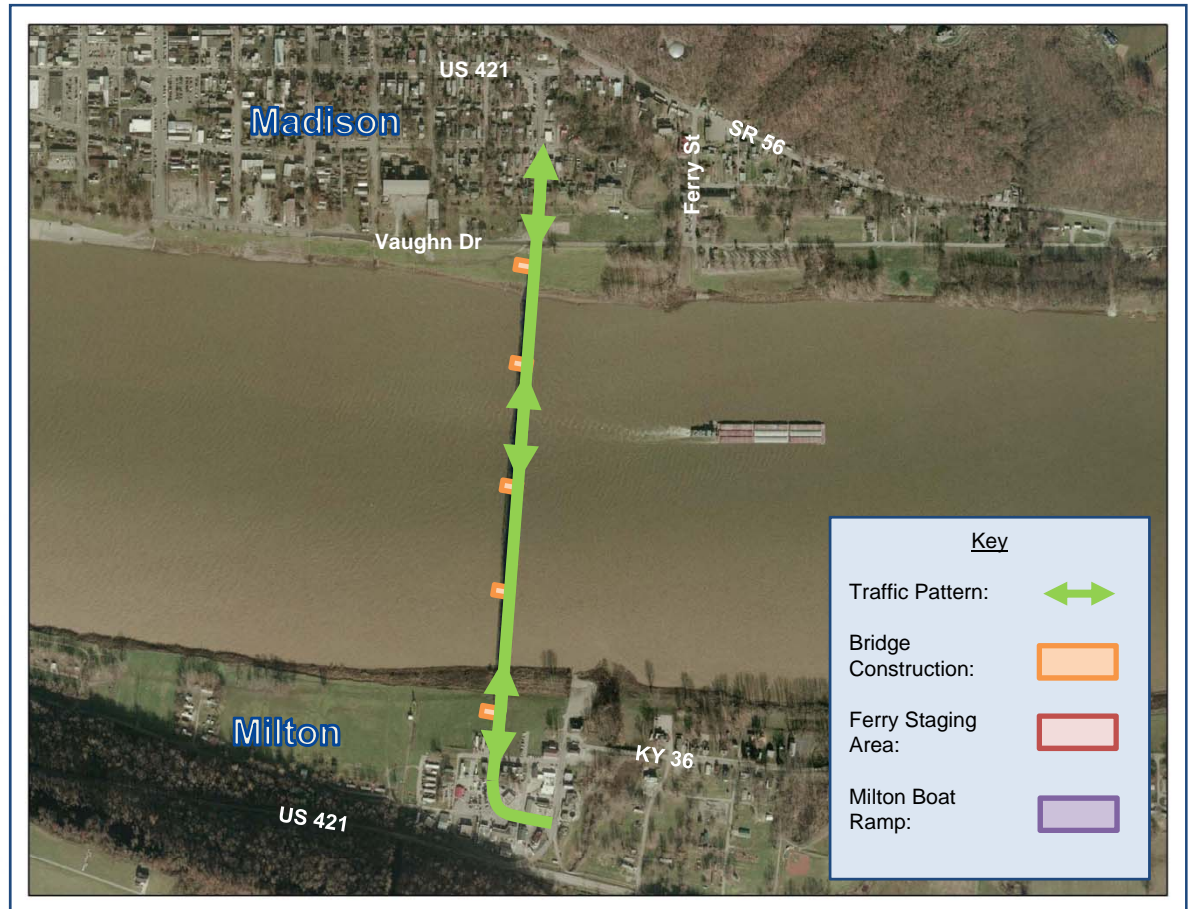 US 421
Madison
SR 56
Ferry St
Vaughn Dr
Milton
KY 36
US 421
Key
Traffic Pattern:
Bridge
Construction:
Ferry Staging
Area:
Milton Boat
Ramp: